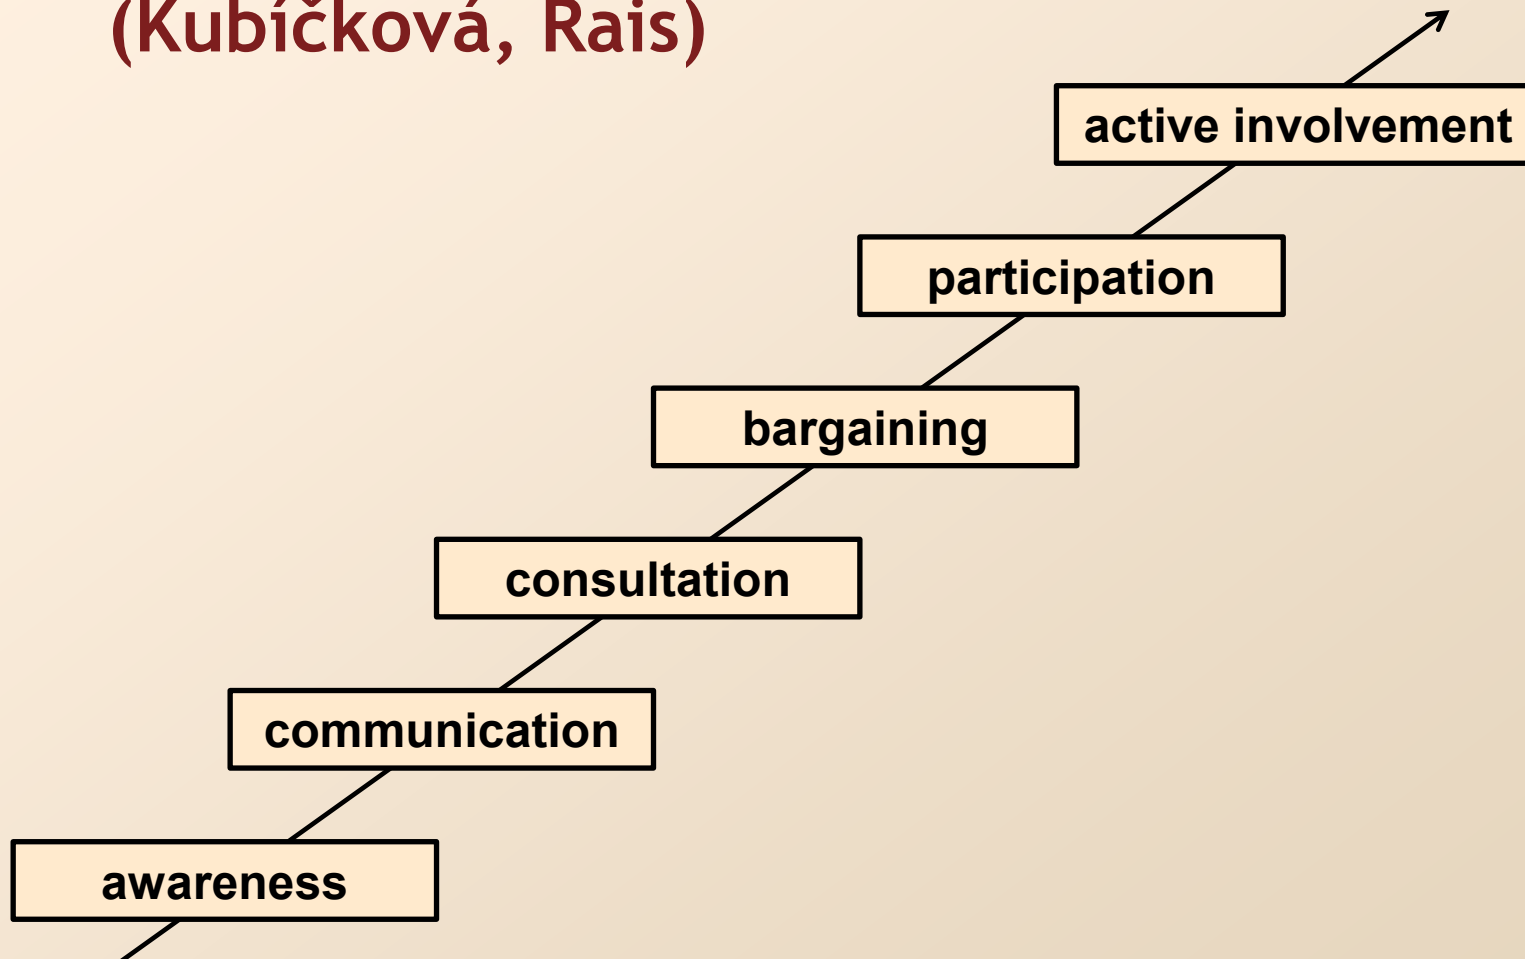 (Kubíčková, Rais)
active involvement
participation
bargaining
consultation
communication
awareness